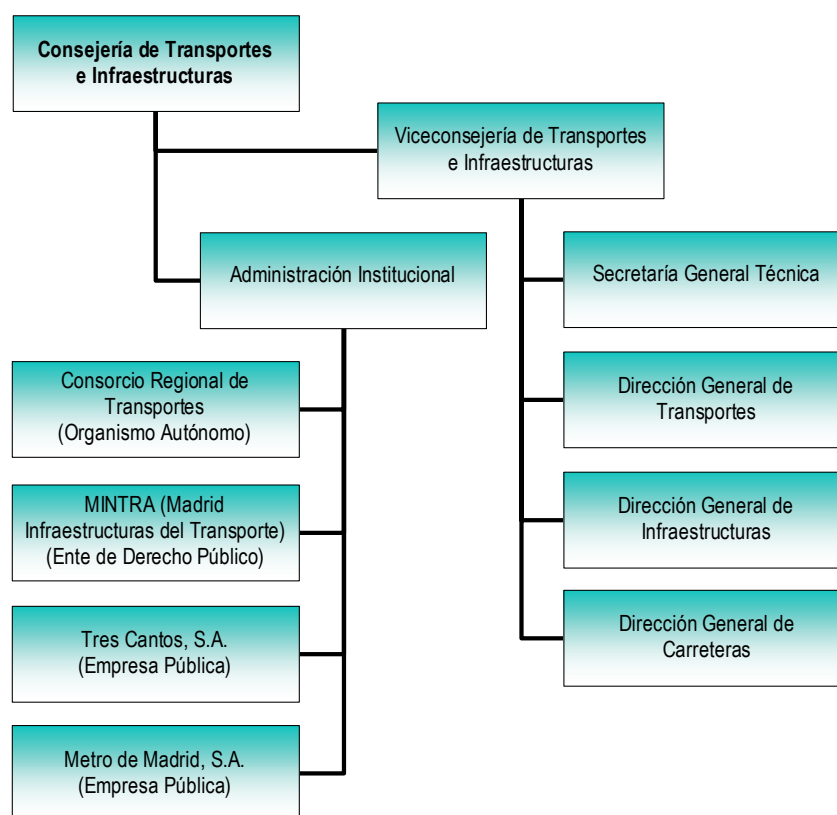 Consejería de Transportes
e Infraestructuras
Viceconsejería de Transportes
e Infraestructuras
Administración Institucional
Secretaría General Técnica
Consorcio Regional de
Transportes
(Organismo Autónomo)
Dirección General de
Transportes
MINTRA (Madrid
Infraestructuras del Transporte)
(Ente de Derecho Público)
Dirección General de
Infraestructuras
Tres Cantos, S.A.
(Empresa Pública)
Dirección General de
Carreteras
Metro de Madrid, S.A.
(Empresa Pública)